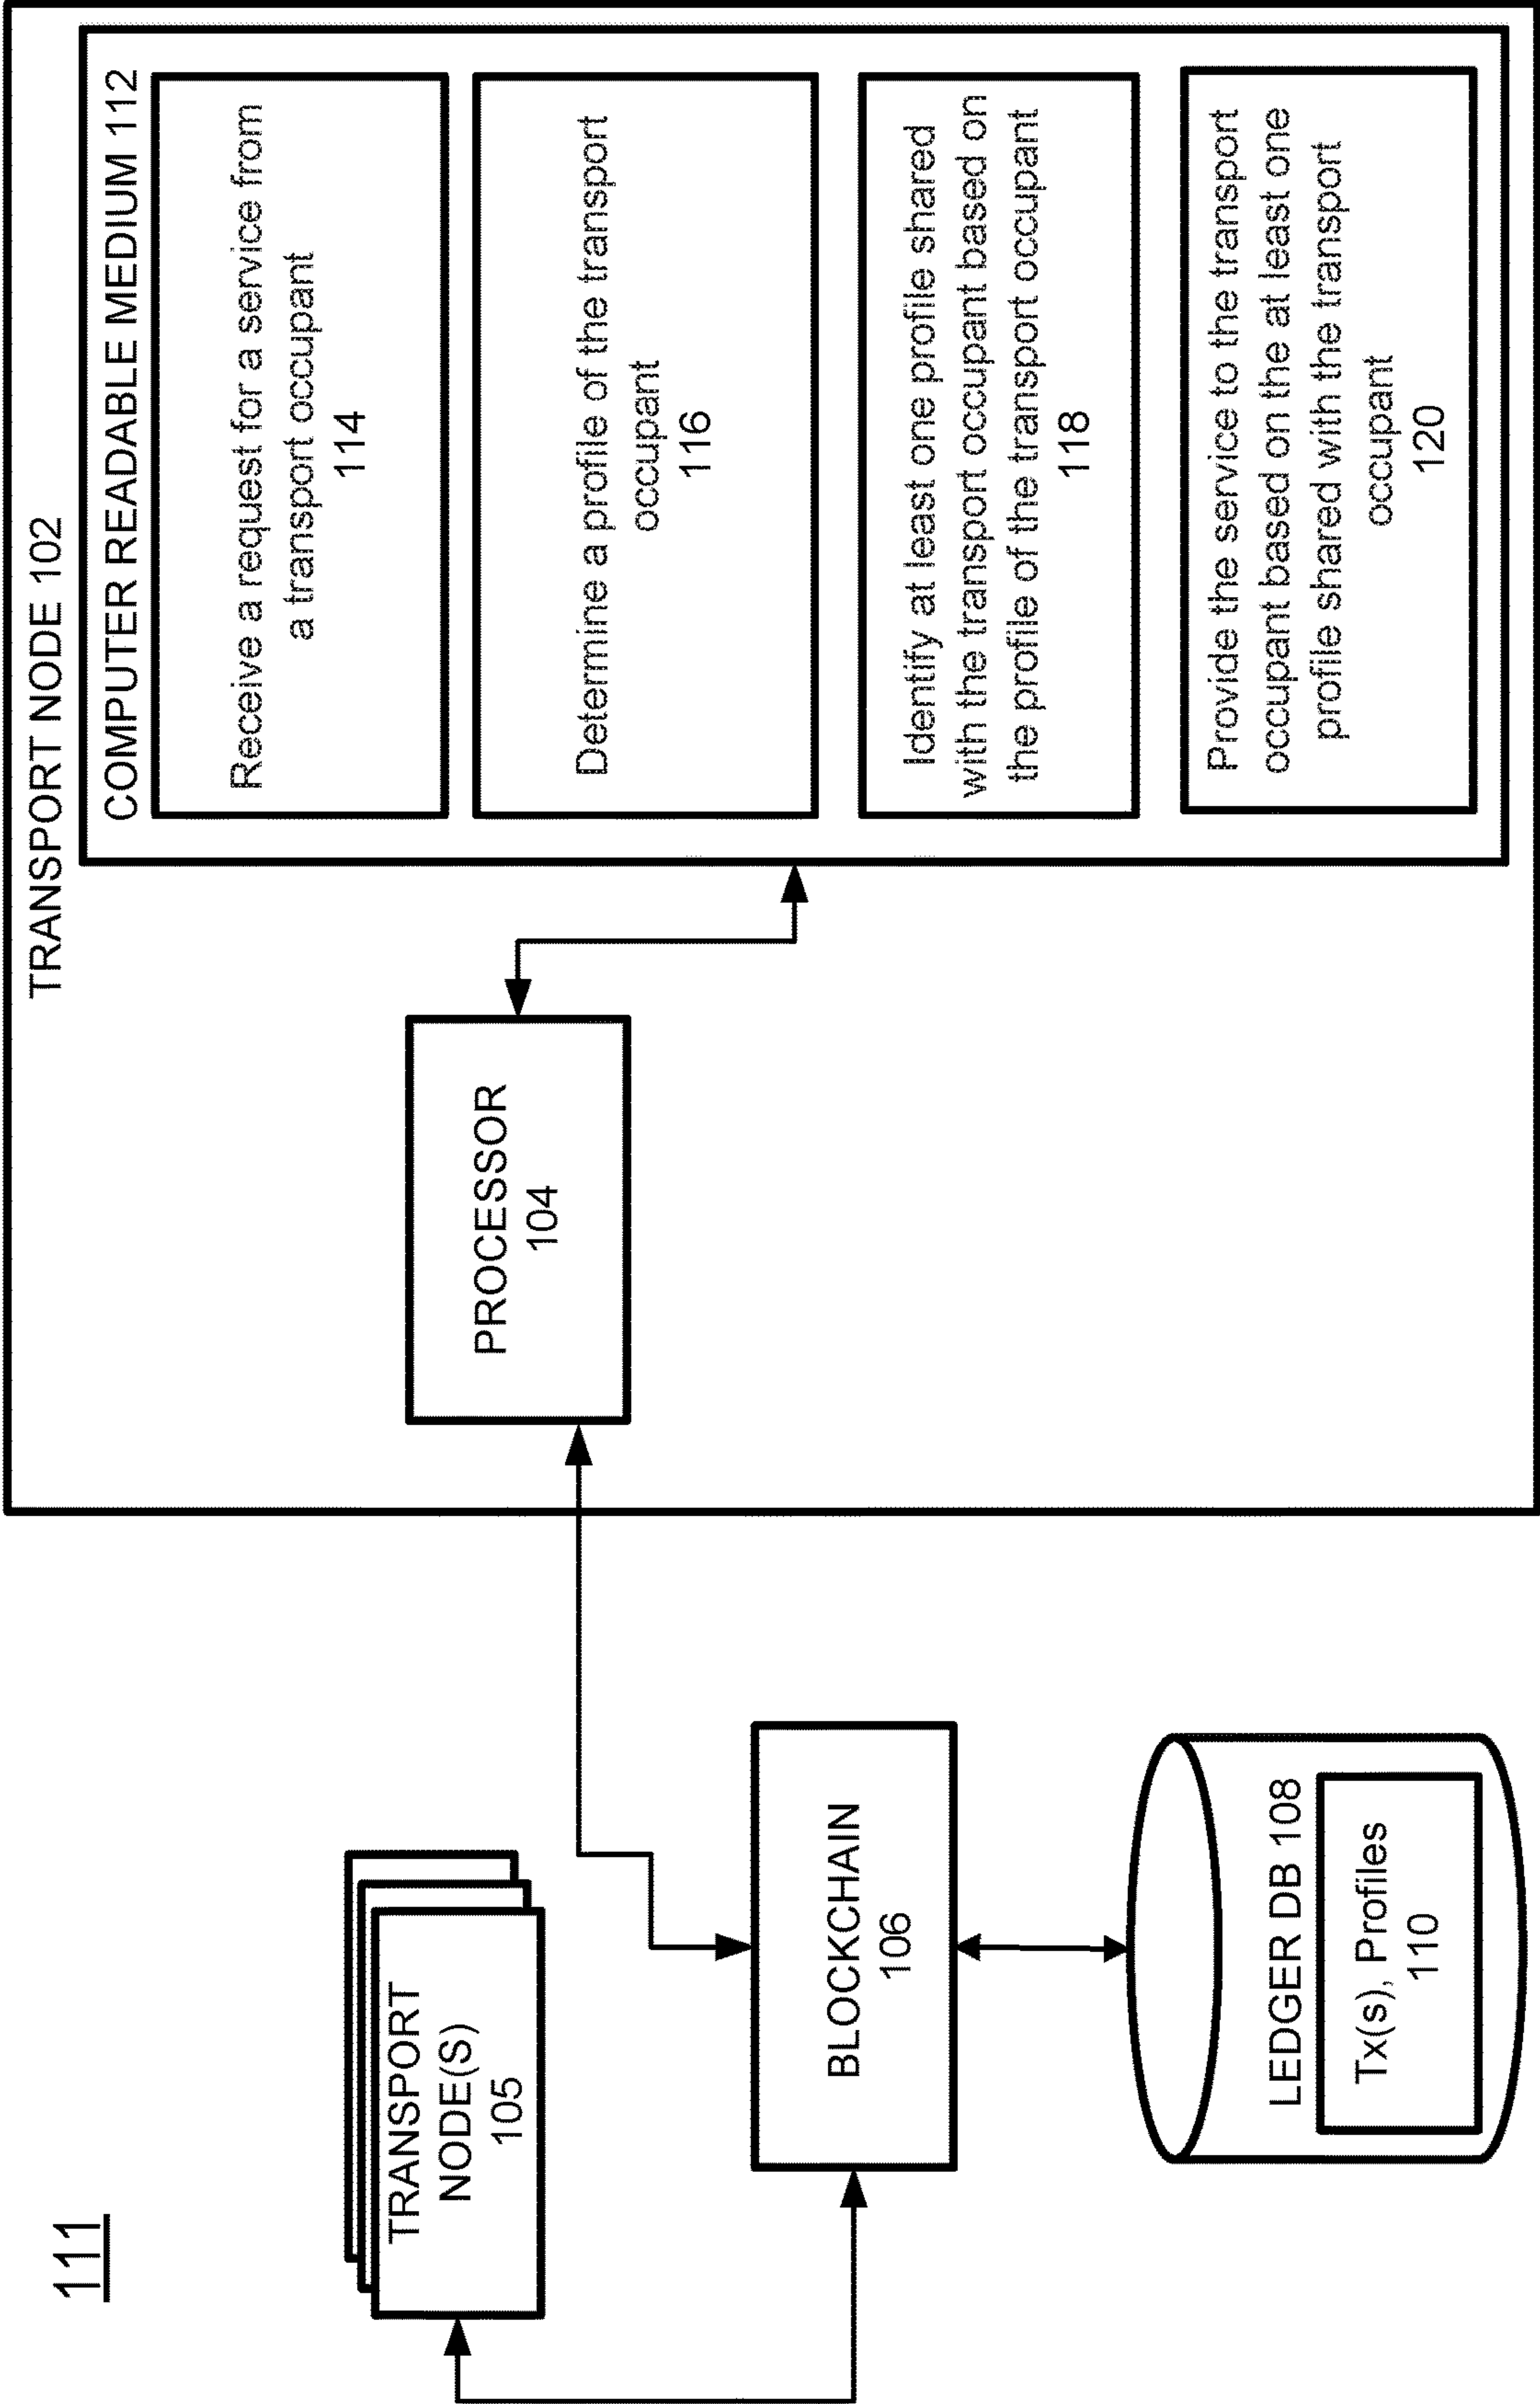 111
TRANSPORT
NODE(S)
105
BLOCKCHAIN
106
LEDGER DB 108
Tx(s), Profiles
110
TRANSPORT NODE 102
PROCESSOR
104
COMPUTER READABLE MEDIUM 112
Receive a request for a service from
a transport occupant
114
Determine a profile of the transport
occupant
116
Identify at least one profile shared
with the transport occupant based on
the profile of the transport occupant
118
Provide the service to the transport
occupant based on the at least one
profile shared with the transport
occupant
120